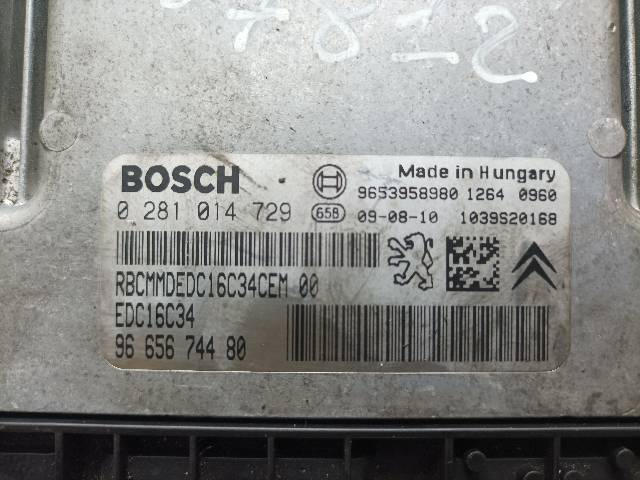 BOSCH
Made in Hungary
9653958980 1264 0960
0 281 014 729 658 09-08-10 1039S20168
RBCMMDEDC16C34CEM 00
EDC16C34
96 656 744 80